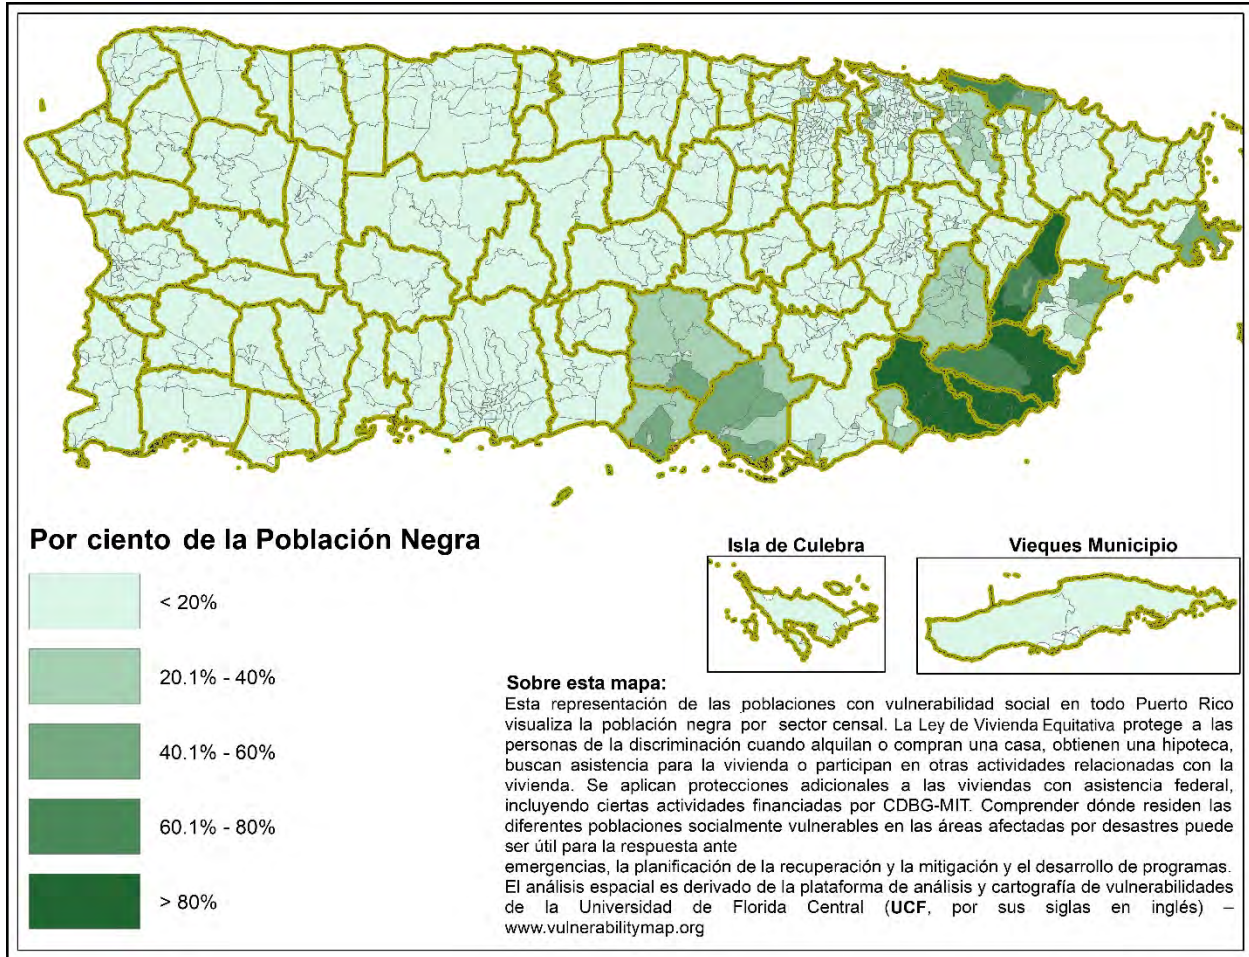 Por ciento de la Población Negra
< 20%
20.1% - 40%
40.1% - 60%
60.1% - 80%
> 80%
Isla de Culebra
Vieques Municipio
Sobre esta mapa:
Esta representación de las poblaciones con vulnerabilidad social en todo Puerto Rico
visualiza la población negra por sector censal. La Ley de Vivienda Equitativa protege a las
personas de la discriminación cuando alquilan o compran una casa, obtienen una hipoteca,
buscan asistencia para la vivienda o participan en otras actividades relacionadas con la
vivienda. Se aplican protecciones adicionales a las viviendas con asistencia federal,
incluyendo ciertas actividades financiadas por CDBG-MIT. Comprender dónde residen las
diferentes poblaciones socialmente vulnerables en las áreas afectadas por desastres puede
ser útil para la respuesta ante
emergencias, la planificación de la recuperación y la mitigación y el desarrollo de programas.
El análisis espacial es derivado de la plataforma de análisis y cartografía de vulnerabilidades
de la Universidad de Florida Central (UCF, por sus siglas en inglés) –
www.vulnerabilitymap.org